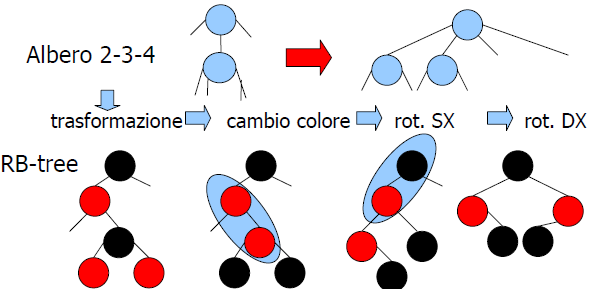 Albero 2-3-4
trasformazione cambio colore rot. SX rot. DX
RB-tree